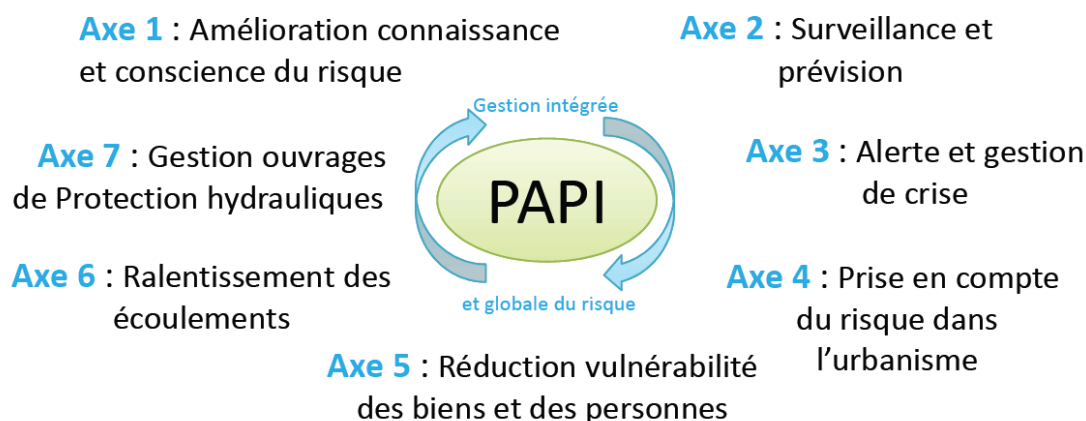 Axe 1 : Amélioration connaissance
et conscience du risque
Axe 2 : Surveillance et
prévision
Gestion intégrée
Axe 7 : Gestion ouvrages
de Protection hydrauliques
PAPI
Axe 3 : Alerte et gestion
de crise
Axe 6 : Ralentissement des
écoulements
et globale du risque
Axe 4 : Prise en compte
du risque dans
l’urbanisme
Axe 5 : Réduction vulnérabilité
des biens et des personnes